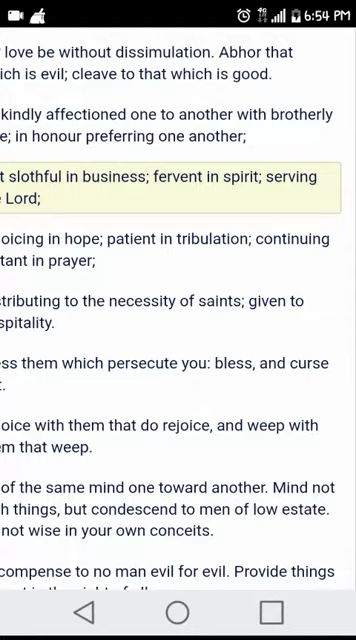 4G
6:54 PM
love be without dissimulation. Abhor that
ich is evil; cleave to that which is good.
kindly affectioned one to another with brotherly
e; in honour preferring one another;
t slothful in business; fervent in spirit; serving
Lord;
oicing in hope; patient in tribulation; continuing
tant in prayer;
tributing to the necessity of saints; given to
spitality.
ess them which persecute you: bless, and curse
t.
oice with them that do rejoice, and weep with
em that weep.
of the same mind one toward another. Mind not
h things, but condescend to men of low estate.
not wise in your own conceits.
compense to no man evil for evil. Provide things